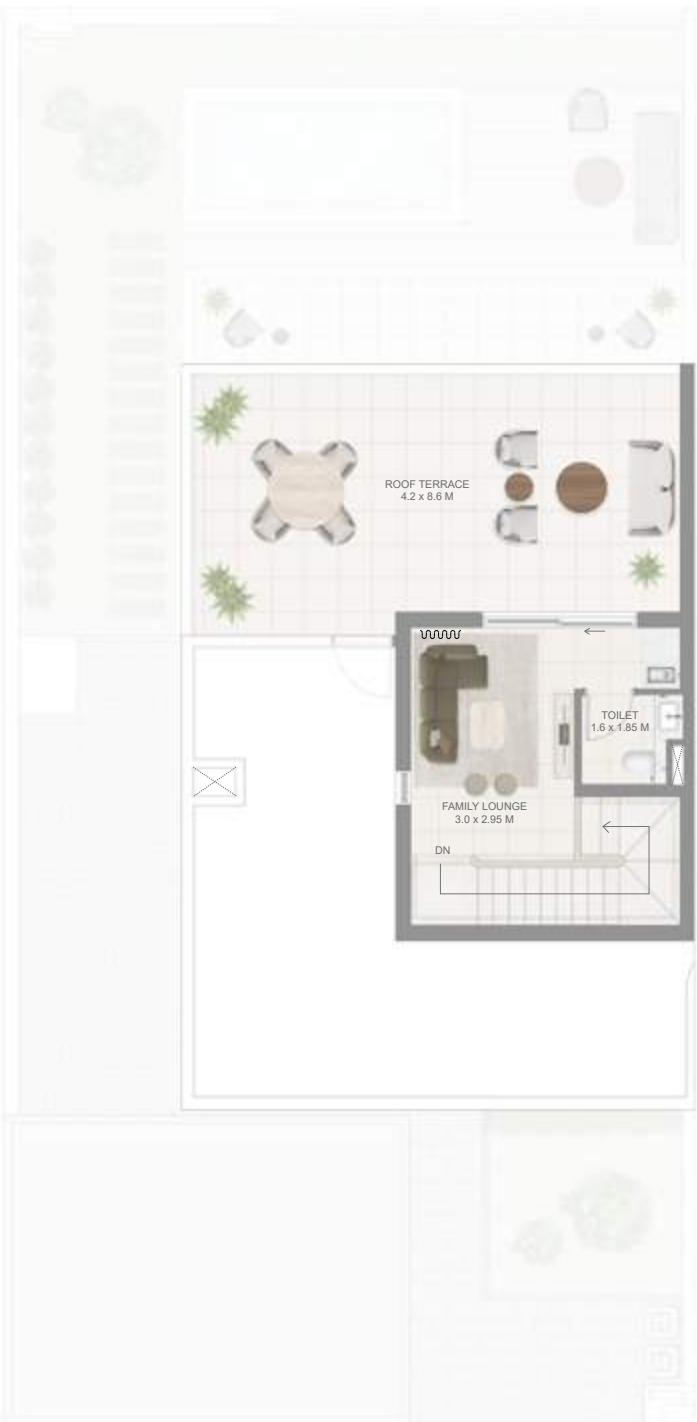 ROOF TERRACE
4.2 x 8.6 M
TOILET
1.6 x 1.85 M
FAMILY LOUNGE
3.0 x 2.95 M
DN